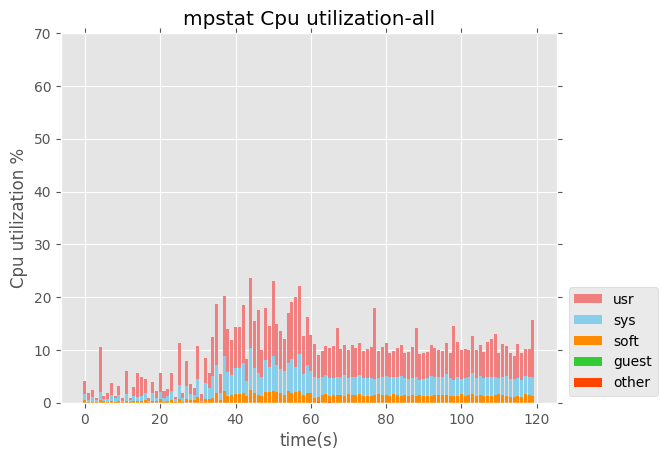 mpstat Cpu utilization-all
70
60
50
40
30
20
10
0
Cpu utilization %
0 20 40 60 80 100 120
time(s)
usr
sys
soft
guest
other